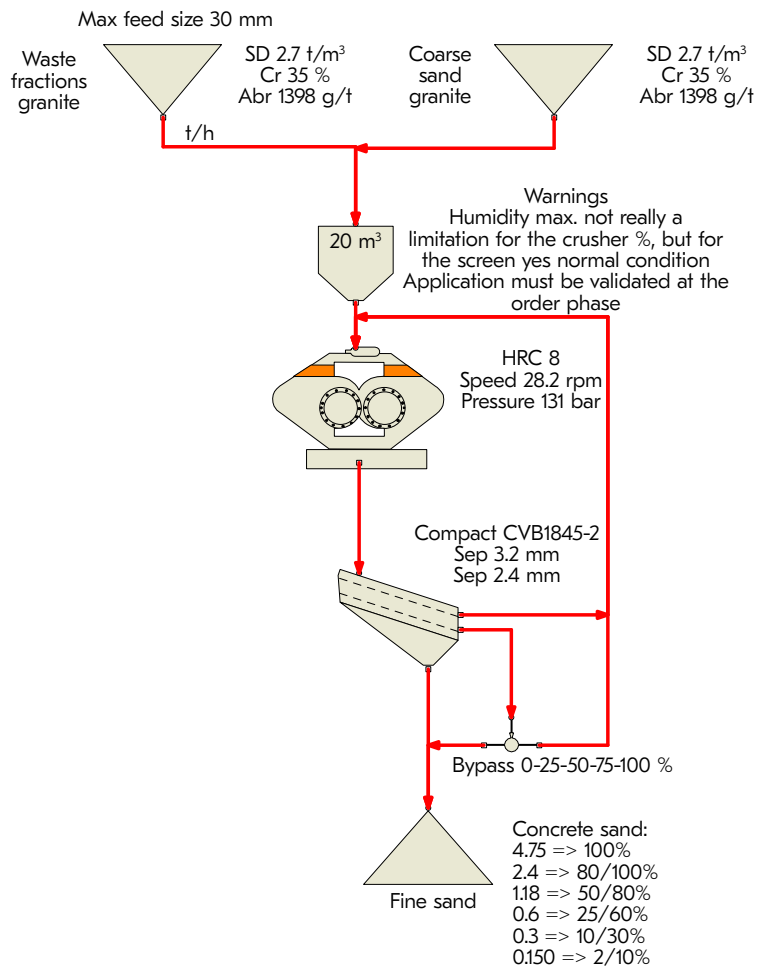 Max feed size 30 mm
Waste
fractions
granite
SD 2.7 t/m³
Cr 35 %
Abr 1398 g/t
Coarse
sand
granite
SD 2.7 t/m³
Cr 35 %
Abr 1398 g/t
t/h
20 m³
Warnings
Humidity max. not really a
limitation for the crusher %, but for
the screen yes normal condition
Application must be validated at the
order phase
HRC 8
Speed 28.2 rpm
Pressure 131 bar
Compact CVB1845-2
Sep 3.2 mm
Sep 2.4 mm
Bypass 0-25-50-75-100 %
Fine sand
Concrete sand:
4.75 => 100%
2.4 => 80/100%
1.18 => 50/80%
0.6 => 25/60%
0.3 => 10/30%
0.150 => 2/10%